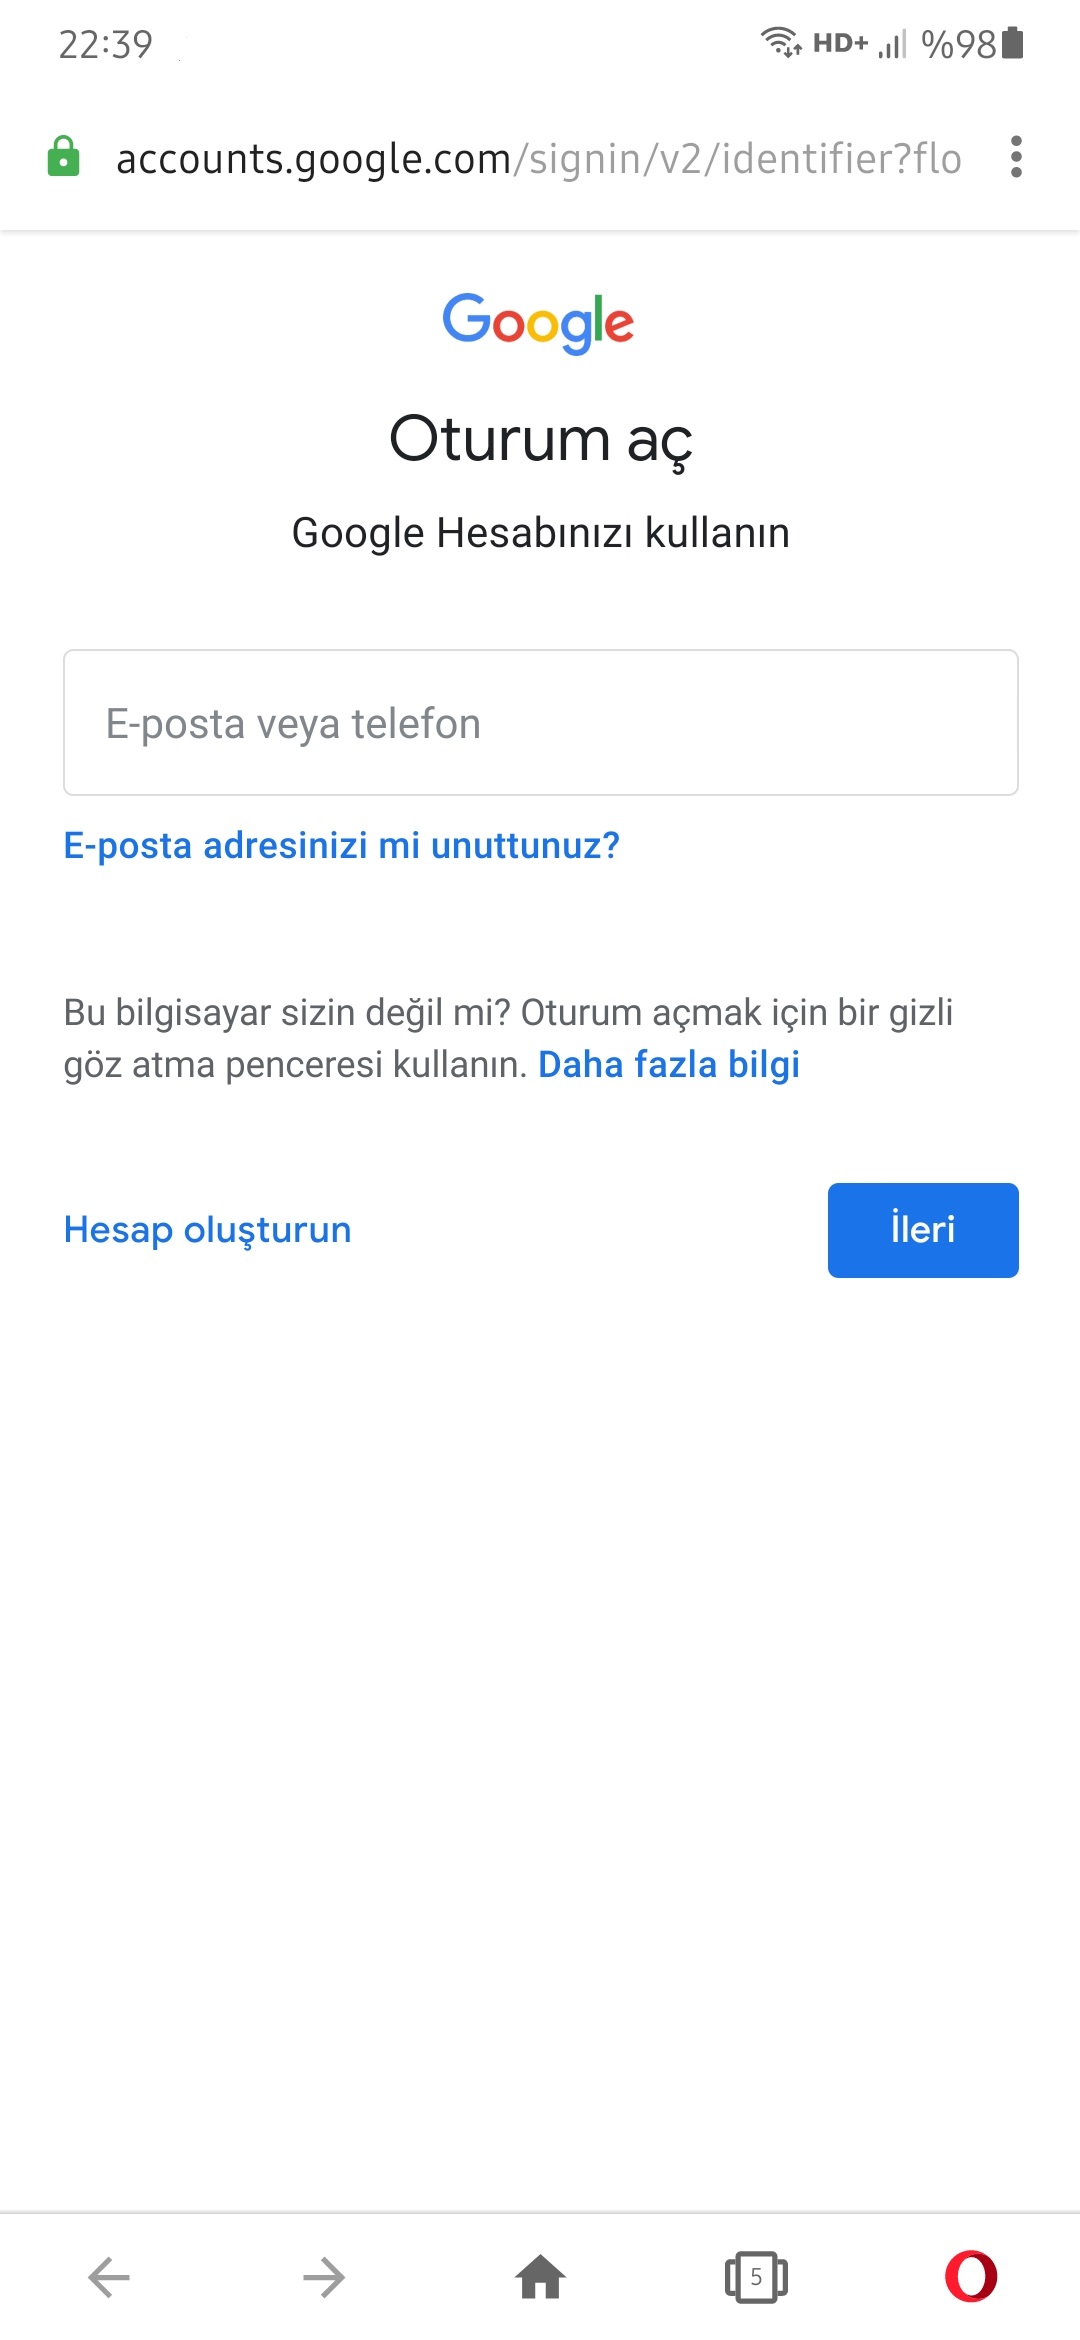 22:39
HD+ %98
accounts.google.com/signin/v2/identifier?flo
Google
Oturum aç
Google Hesabınızı kullanın
E-posta veya telefon
E-posta adresinizi mi unuttunuz?
Bu bilgisayar sizin değil mi? Oturum açmak için bir gizli
göz atma penceresi kullanın. Daha fazla bilgi
Hesap oluşturun
İleri
5